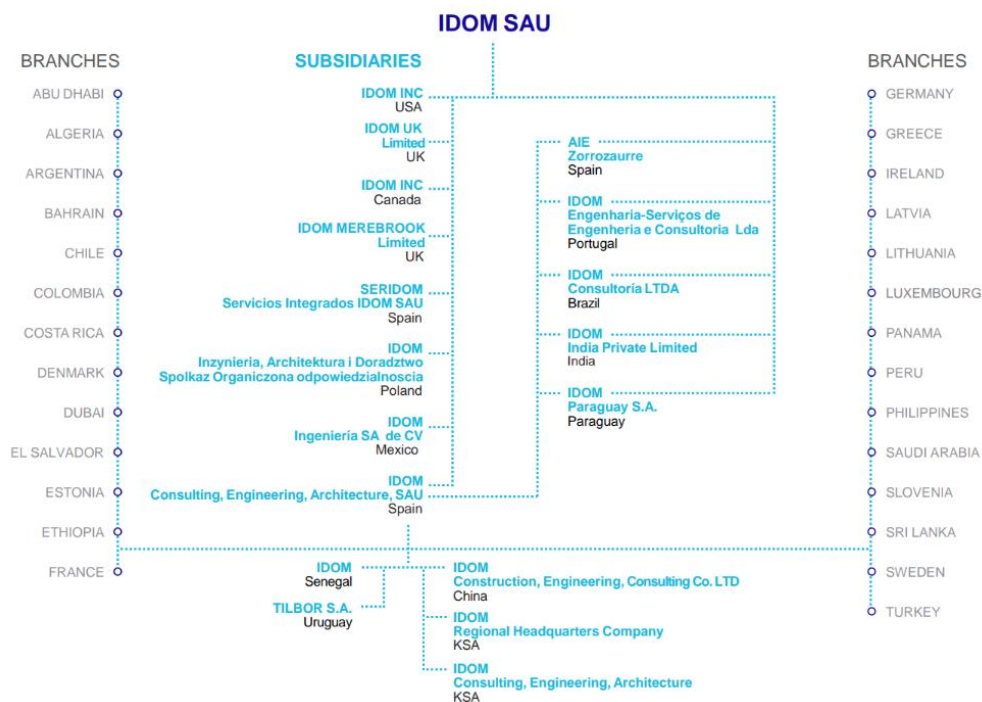 IDOM SAU
BRANCHES
ABU DHABI
ALGERIA
ARGENTINA
BAHRAIN
CHILE
COLOMBIA
COSTA RICA
DENMARK
DUBAI
EL SALVADOR
ESTONIA
ETHIOPIA
FRANCE
SUBSIDIARIES
IDOM INC
USA
IDOM UK
Limited
UK
IDOM INC
Canada
IDOM MEREBROOK
Limited
UK
SERIDOM
Servicios Integrados IDOM SAU
Spain
IDOM
Inzynieria, Architektura i Doradztwo
Spolkaz Organiczona odpowiedzialnoscia
Poland
IDOM
Ingeniería SA de CV
Mexico
IDOM
Consulting, Engineering, Architecture, SAU
Spain
AIE
Zorrozaurre
Spain
IDOM
Engenharia-Serviços de
Engenheria e Consultoria Lda
Portugal
IDOM
Consultoría LTDA
Brazil
IDOM
India Private Limited
India
IDOM
Paraguay S.A.
Paraguay
IDOM
Senegal
TILBOR S.A.
Uruguay
IDOM
Construction, Engineering, Consulting Co. LTD
China
IDOM
Regional Headquarters Company
KSA
IDOM
Consulting, Engineering, Architecture
KSA
BRANCHES
GERMANY
GREECE
IRELAND
LATVIA
LITHUANIA
LUXEMBOURG
PANAMA
PERU
PHILIPPINES
SAUDI ARABIA
SLOVENIA
SRI LANKA
SWEDEN
TURKEY